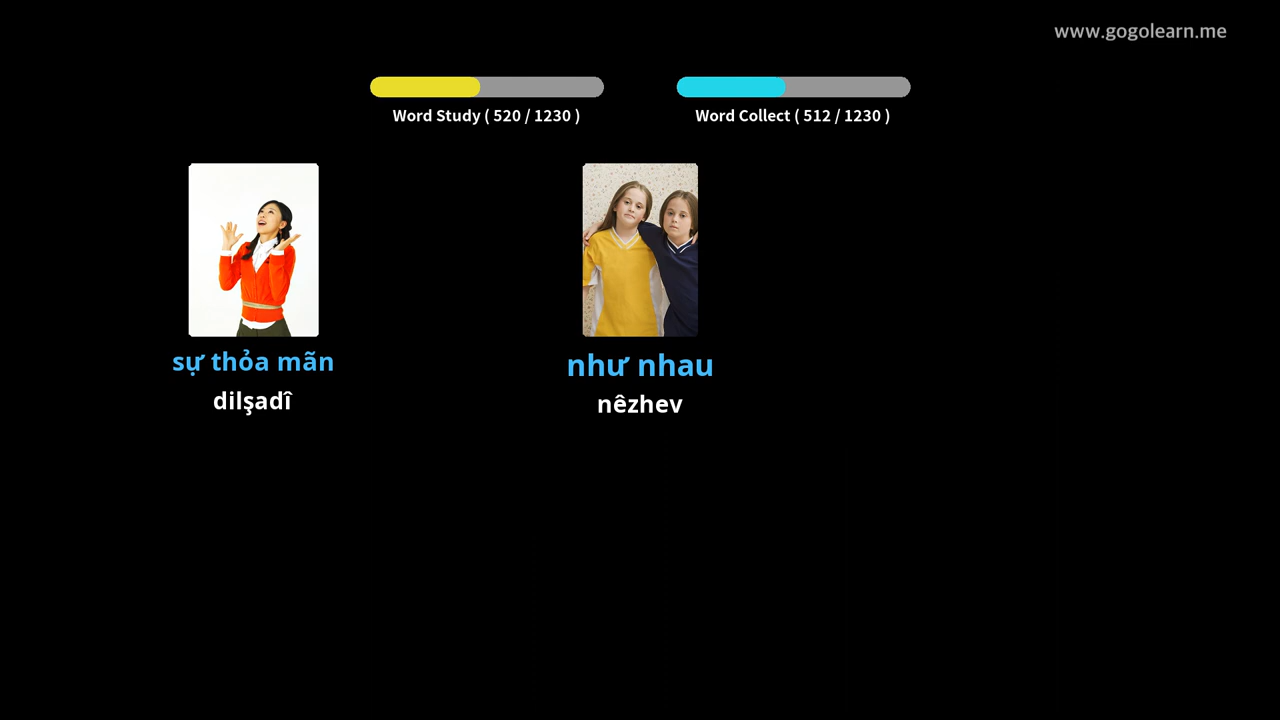 www.gogolearn.me
Word Study ( 520 / 1230 )
Word Collect ( 512 / 1230 )
sự thỏa mãn
dilşadî
như nhau
nêzhev